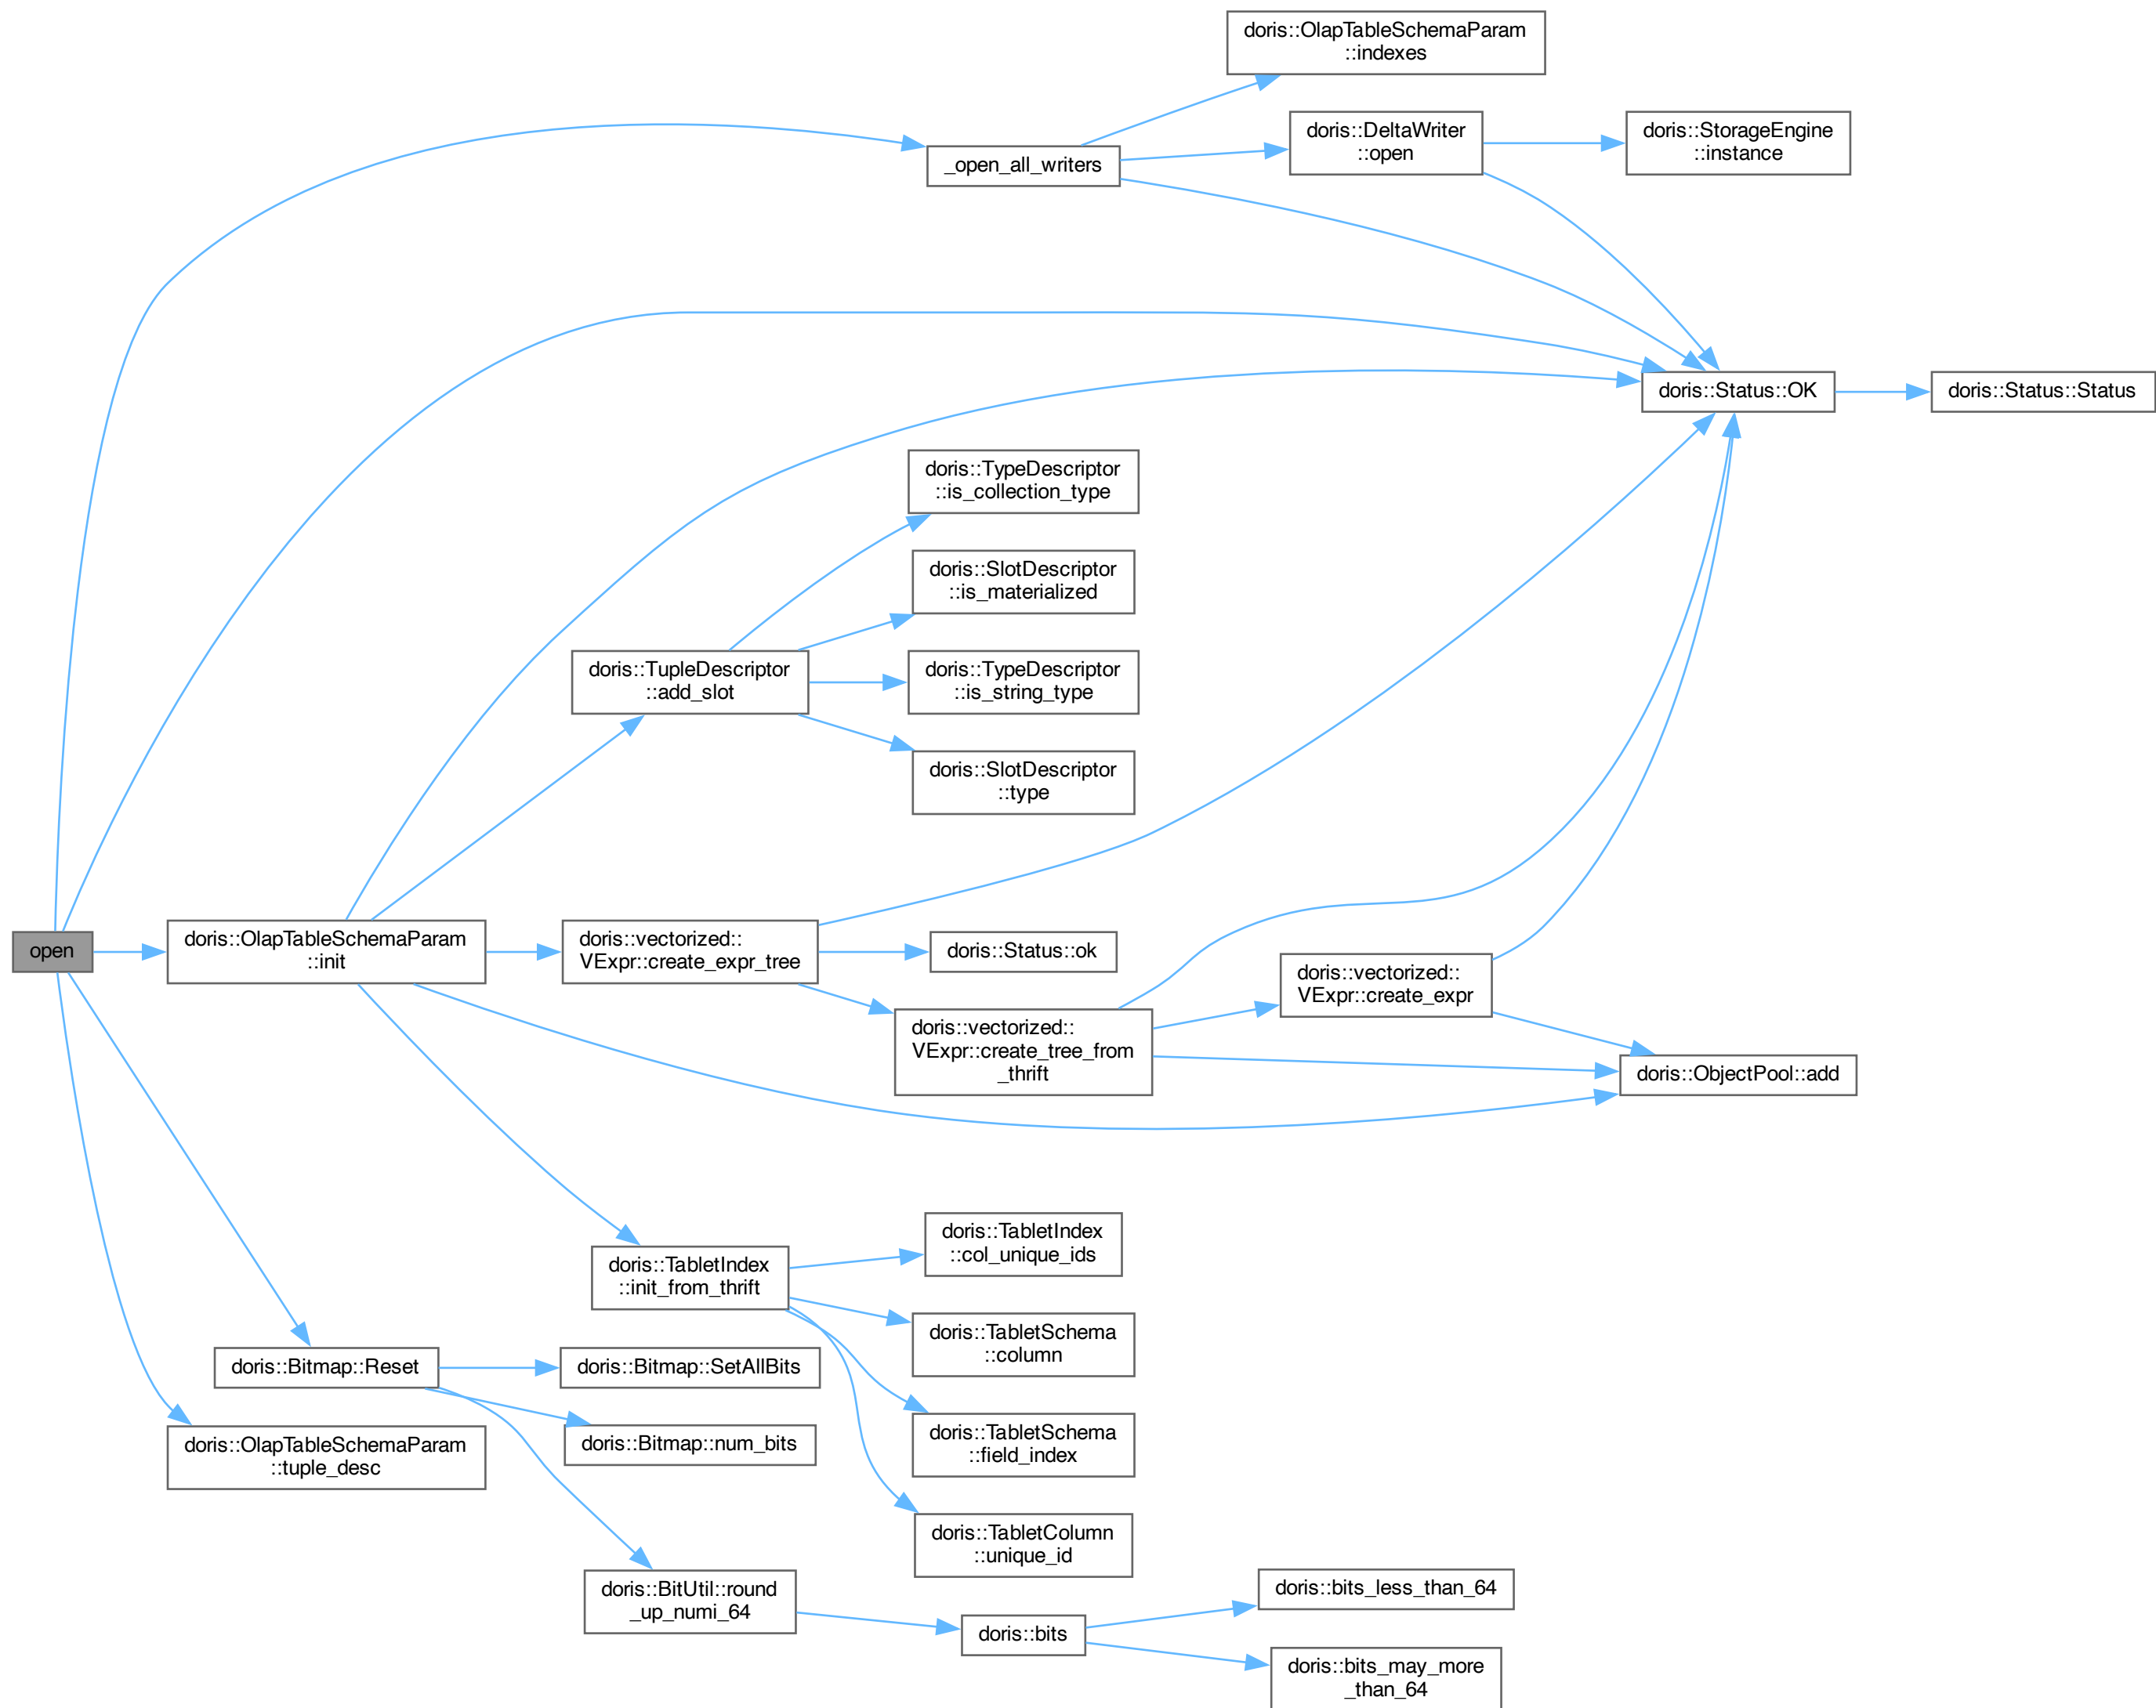 open
_open_all_writers
doris::OlapTableSchemaParam
::indexes
doris::DeltaWriter
::open
doris::StorageEngine
::instance
doris::Status::OK
doris::Status::Status
doris::TypeDescriptor
::is_collection_type
doris::SlotDescriptor
::is_materialized
doris::TupleDescriptor
::add_slot
doris::TypeDescriptor
::is_string_type
doris::SlotDescriptor
::type
doris::OlapTableSchemaParam
::init
doris::vectorized::
VExpr::create_expr_tree
doris::Status::ok
doris::vectorized::
VExpr::create_tree_from
_thrift
doris::vectorized::
VExpr::create_expr
doris::ObjectPool::add
doris::TabletIndex
::init_from_thrift
doris::TabletIndex
::col_unique_ids
doris::TabletSchema
::column
doris::TabletSchema
::field_index
doris::TabletColumn
::unique_id
doris::Bitmap::Reset
doris::Bitmap::SetAllBits
doris::Bitmap::num_bits
doris::OlapTableSchemaParam
::tuple_desc
doris::BitUtil::round
_up_numi_64
doris::bits
doris::bits_less_than_64
doris::bits_may_more
_than_64